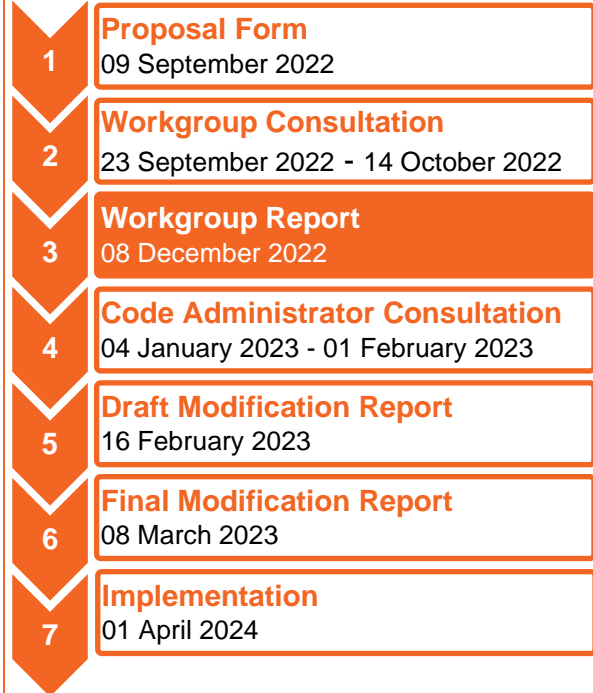 1
Proposal Form
09 September 2022
2
Workgroup Consultation
23 September 2022 - 14 October 2022
3
Workgroup Report
08 December 2022
4
Code Administrator Consultation
04 January 2023 - 01 February 2023
5
Draft Modification Report
16 February 2023
6
Final Modification Report
08 March 2023
7
Implementation
01 April 2024